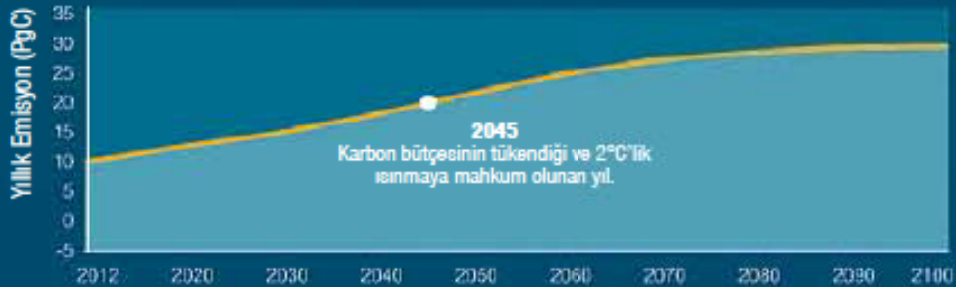 Yıllık Emisyon (PgC)
35
30
25
20
15
10
5
0
-5
2045
Karbon bütçesinin tükendiği ve 2°C'lik
ısınmaya mahkum olunan yıl.
2012 2020 2030 2040 2050 2060 2070 2080 2090 2100